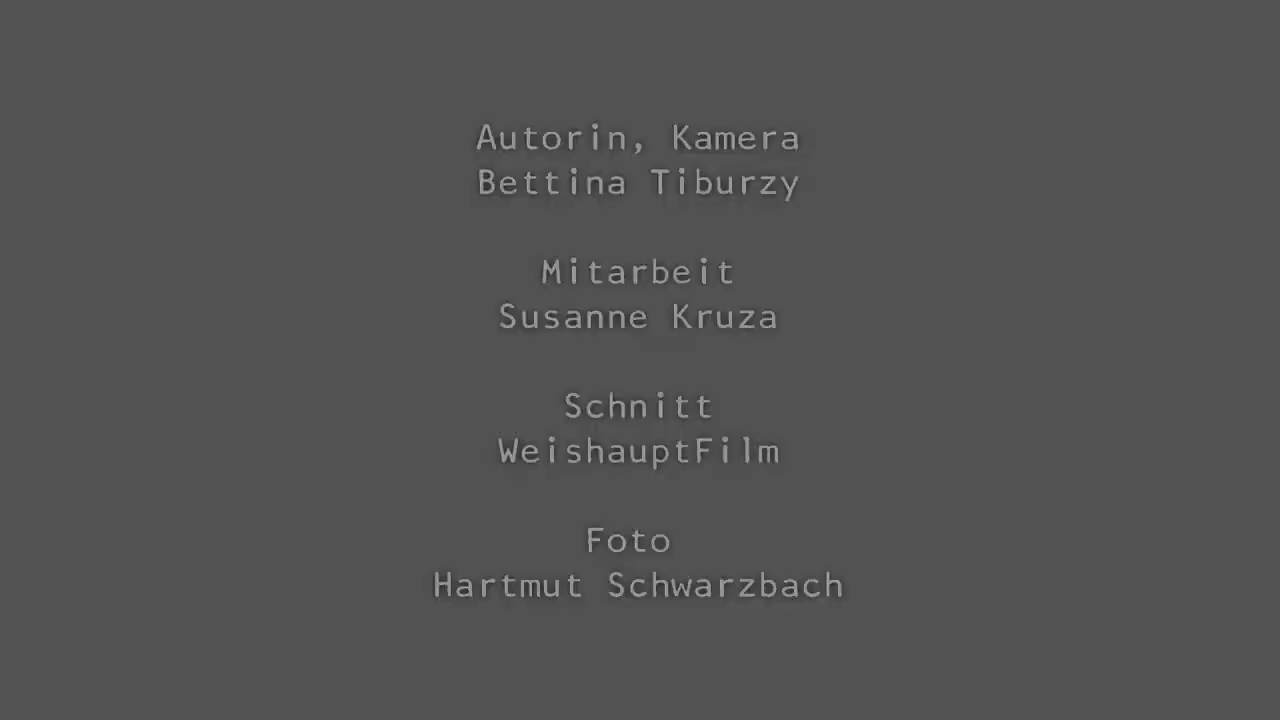 Autorin, Kamera
Bettina Tiburzy
Mitarbeit
Susanne Kruza
Schnitt
WeishauptFilm
Foto
Hartmut Schwarzbach